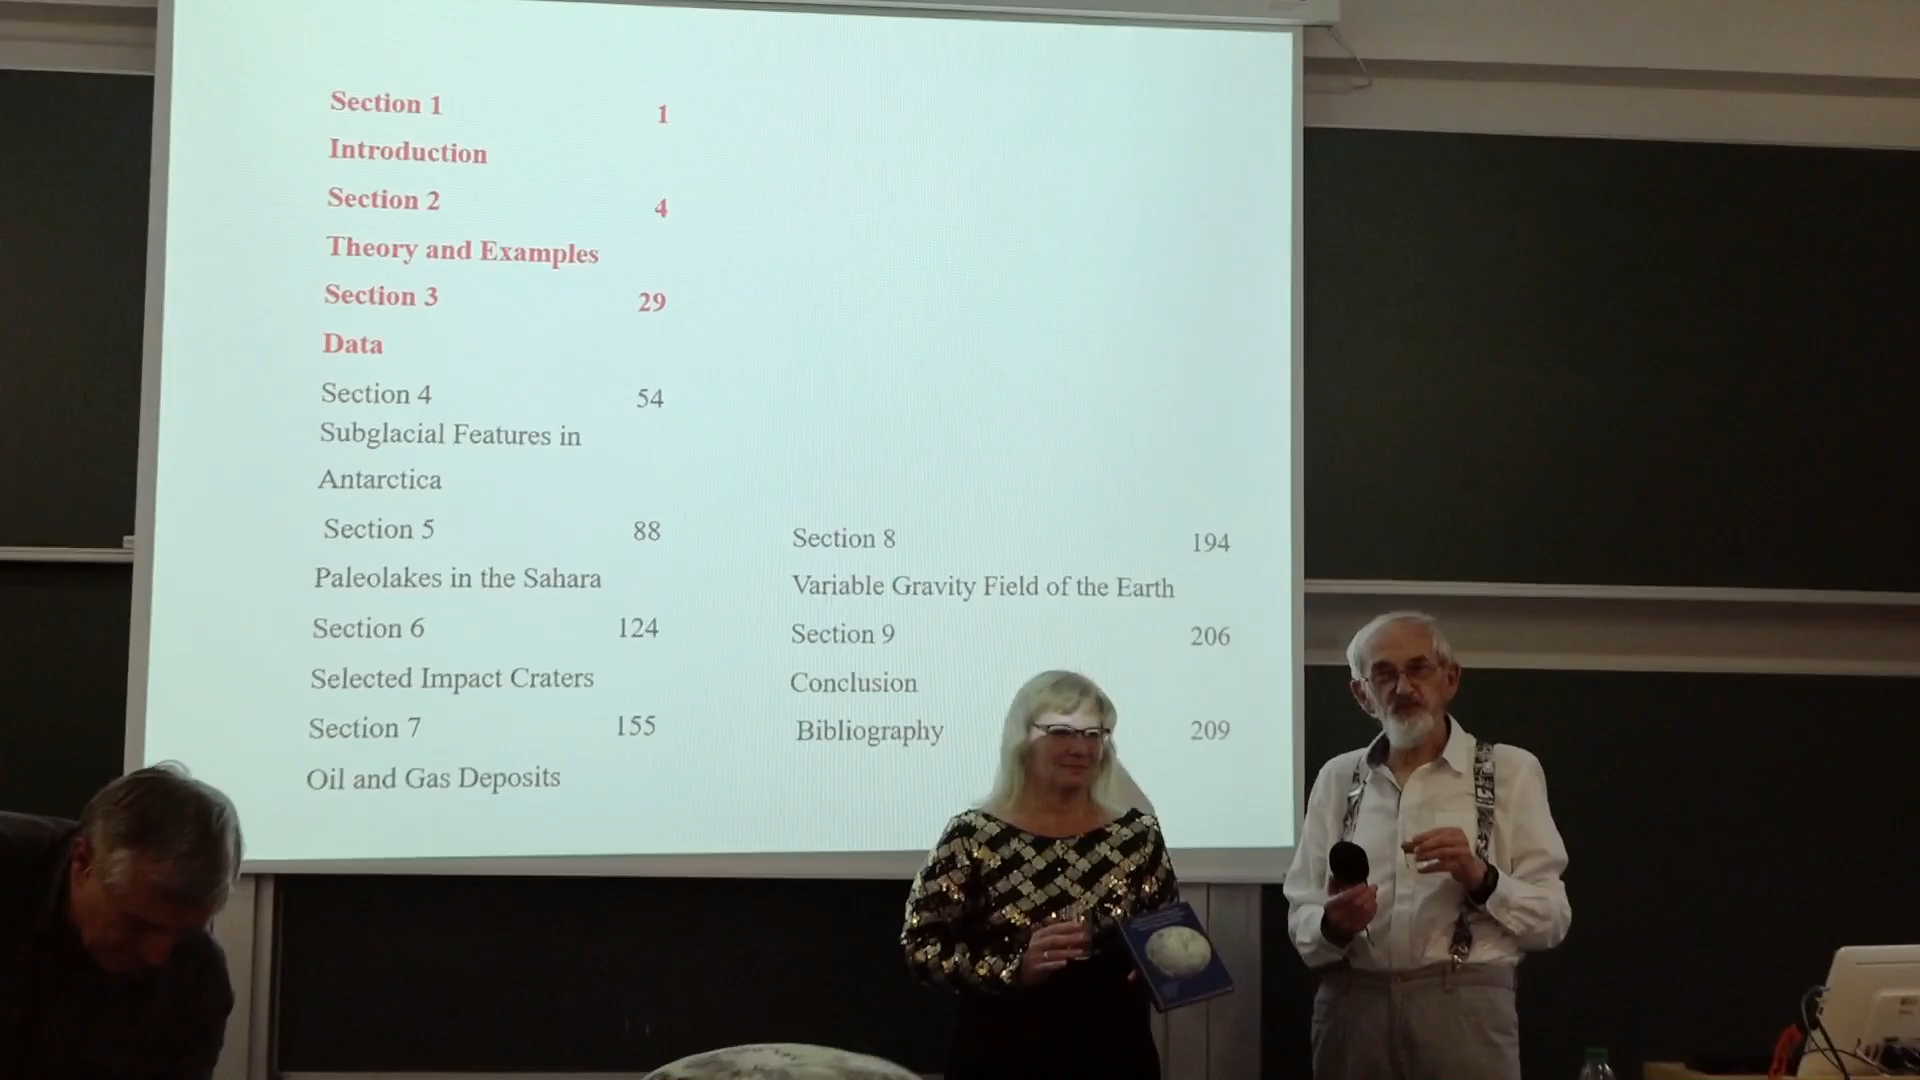 Section 1 1
Introduction
Section 2 4
Theory and Examples
Section 3 29
Data
Section 4 54
Subglacial Features in
Antarctica
Section 5 88
Paleolakes in the Sahara
Section 6 124
Selected Impact Craters
Section 7 155
Oil and Gas Deposits
Section 8 194
Variable Gravity Field of the Earth
Section 9 206
Conclusion
Bibliography 209